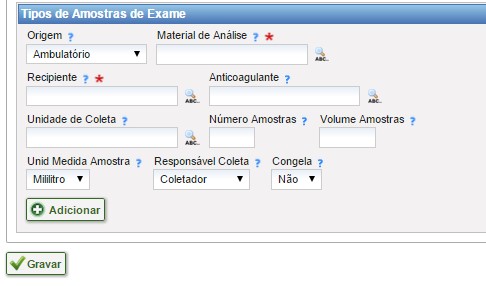 Tipos de Amostras de Exame
Origem ? Material de Análise ? *
Ambulatório ABC..
Recipiente ? * Anticoagulante ?
ABC.. ABC..
Unidade de Coleta ? Número Amostras ? Volume Amostras ?
ABC..
Unid Medida Amostra ? Responsável Coleta ? Congela ?
Mililitro Coletador Não
Adicionar
Gravar